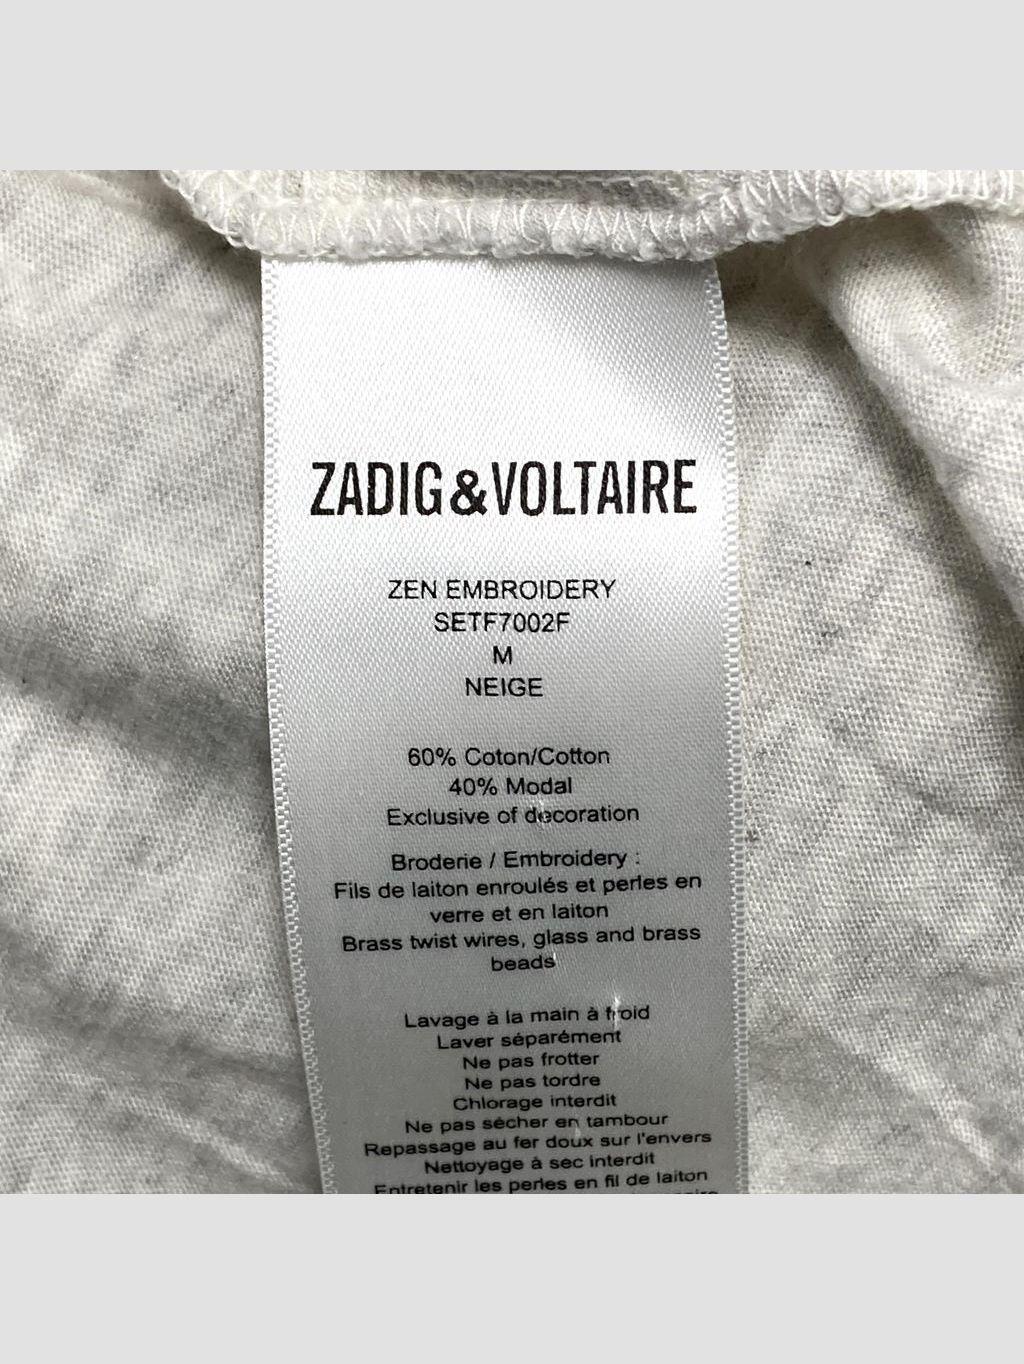 ZADIG&VOLTAIRE
ZEN EMBROIDERY
SETF7002F
M
NEIGE
60% Coton/Cotton
40% Modal
Exclusive of decoration
Broderie / Embroidery :
Fils de laiton enroulés et perles en
verre et en laiton
Brass twist wires, glass and brass
beads
Lavage à la main à froid
Laver séparément
Ne pas frotter
Ne pas tordre
Chlorage interdit
Ne pas sécher en tambour
Repassage au fer doux sur l'envers
Nettoyage à sec interdit
Entretenir les perles en fil de laiton